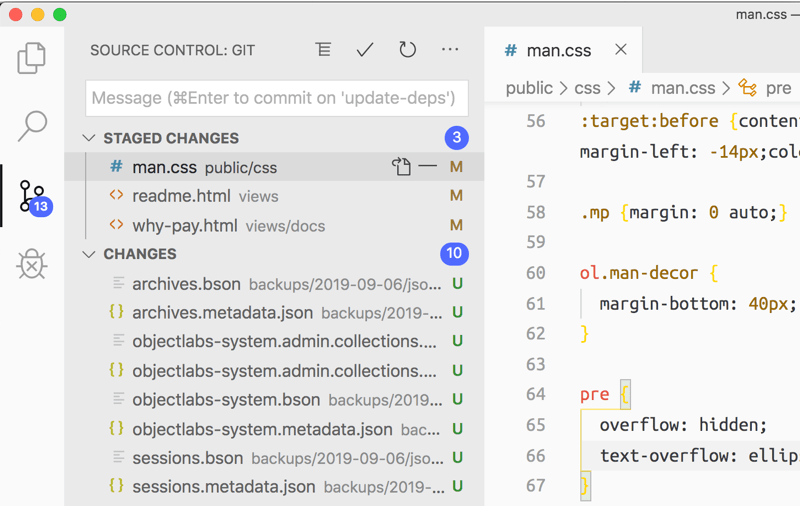 man.css —
SOURCE CONTROL: GIT
Message (⌘Enter to commit on 'update-deps')
STAGED CHANGES 3
# man.css public/css M
<> readme.html views M
<> why-pay.html views/docs M
13
CHANGES 10
archives.bson backups/2019-09-06/jso... U
{} archives.metadata.json backups/2019-... U
objectlabs-system.admin.collections.... U
{} objectlabs-system.admin.collections.... U
objectlabs-system.bson backups/2019... U
{} objectlabs-system.metadata.json bac... U
sessions.bson backups/2019-09-06/jso... U
{} sessions.metadata.json backups/2019-... U
# man.css ×
public > css > # man.css > pre
56 :target:before {content
margin-left: -14px;colo
57
58 .mp {margin: 0 auto;}
59
60 ol.man-decor {
61 margin-bottom: 40px;
62 }
63
64 pre {
65 overflow: hidden;
66 text-overflow: ellip
67 }